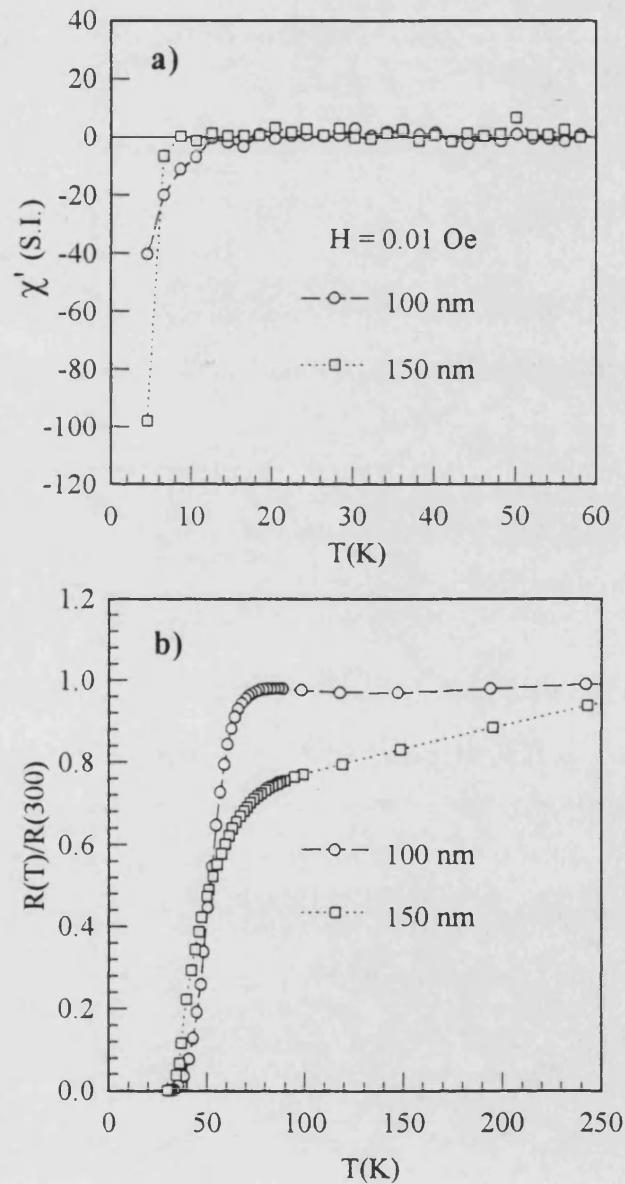 40
20
0
-20
-40
-60
-80
-100
-120
χ' (S.I.)
a)
H = 0.01 Oe
100 nm
150 nm
0 10 20 30 40 50 60
T(K)
1.2
1.0
0.8
0.6
0.4
0.2
0.0
R(T)/R(300)
b)
100 nm
150 nm
0 50 100 150 200 250
T(K)